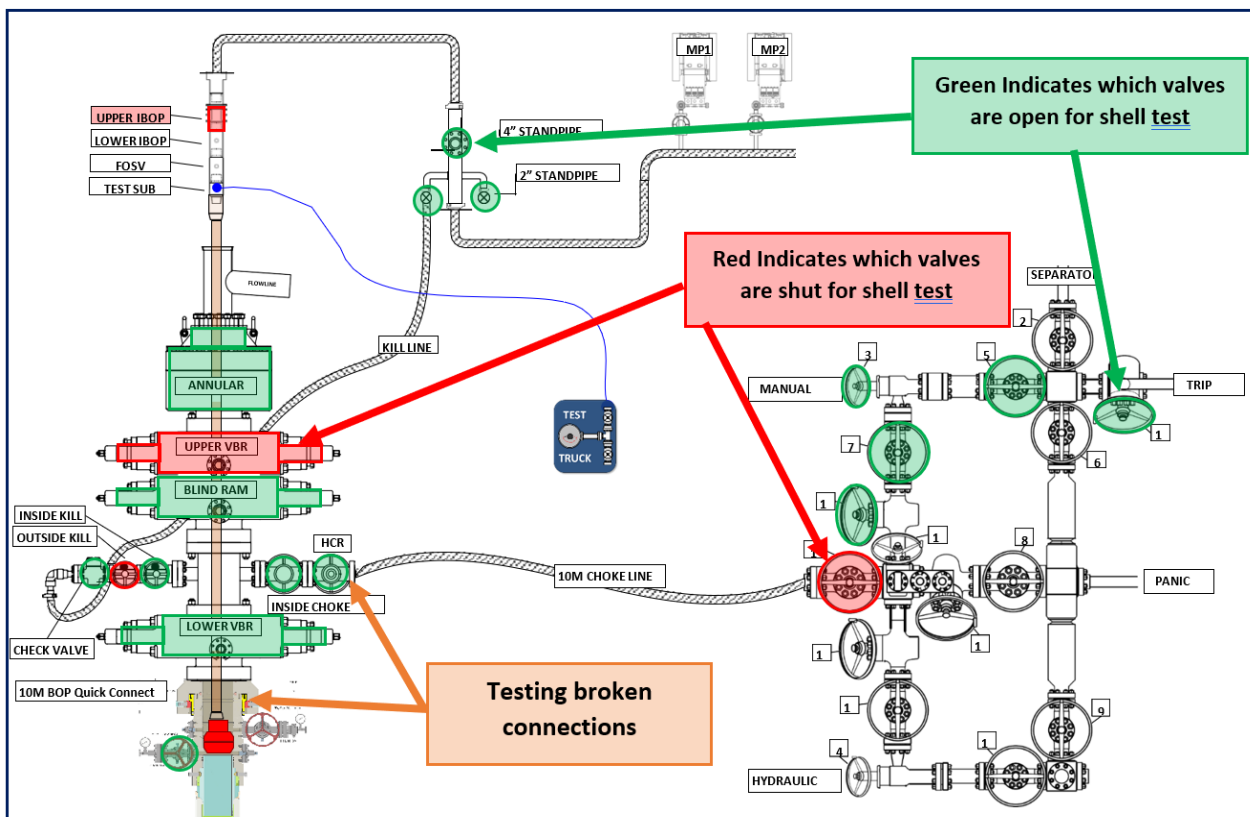 MP1
MP2
Green Indicates which valves
are open for shell test
UPPER IBOP
LOWER IBOP
FOSV
TEST SUB
4” STANDPIPE
2” STANDPIPE
Red Indicates which valves
are shut for shell test
FLOWLINE
SEPARATOR
2
3
5
MANUAL
TRIP
1
KILL LINE
ANNULAR
TEST
TRUCK
UPPER VBR
7
6
BLIND RAM
INSIDE KILL
OUTSIDE KILL
HCR
1
1
1
8
10M CHOKE LINE
PANIC
INSIDE CHOKE
LOWER VBR
CHECK VALVE
1
1
10M BOP Quick Connect
Testing broken
connections
1
9
4
1
HYDRAULIC